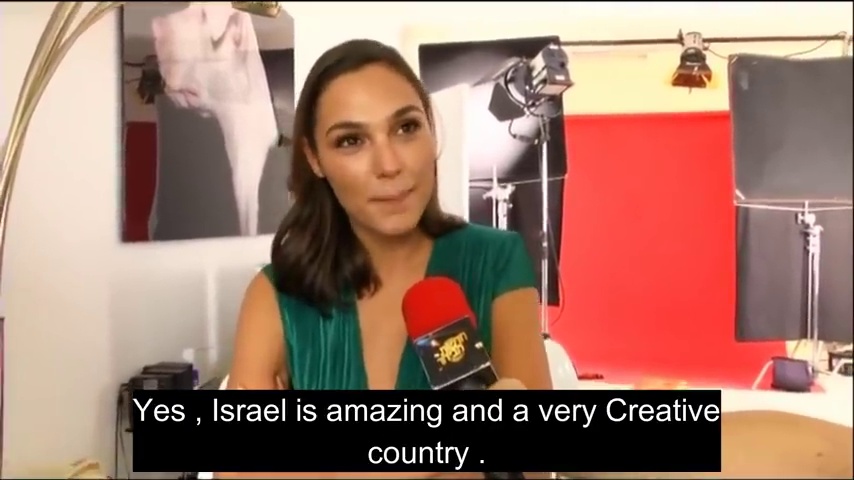 Yes , Israel is amazing and a very Creative
country .